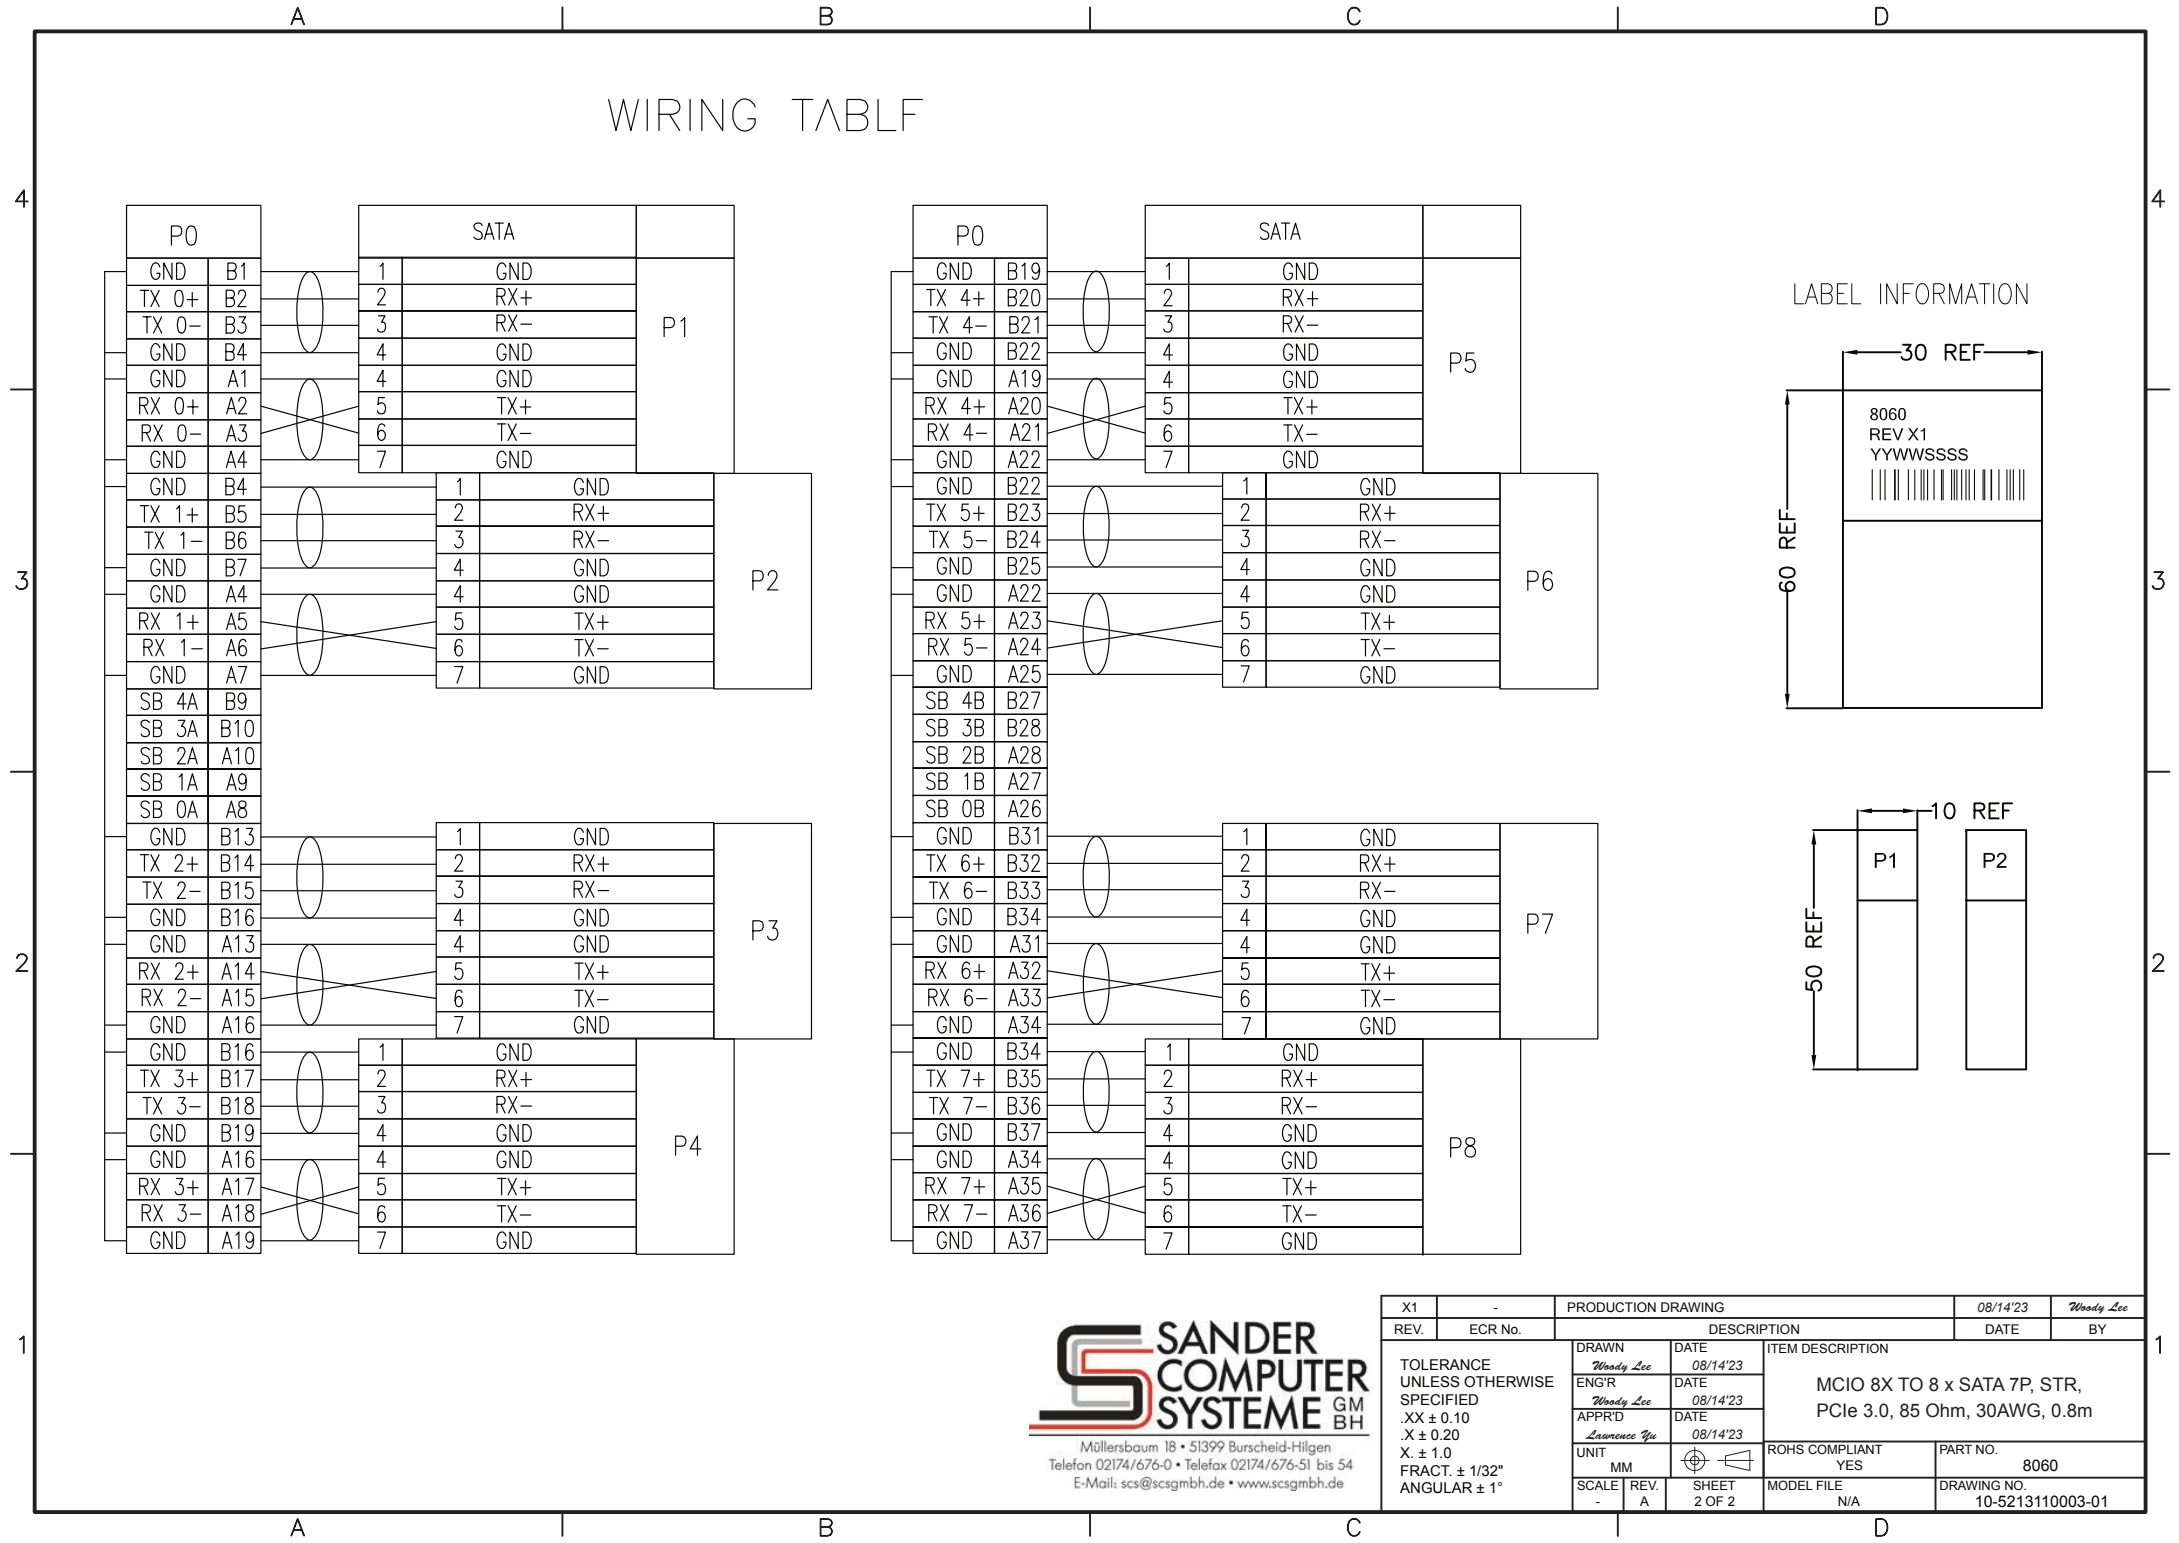 A B C D
WIRING TABLF
4 4
P0 SATA
GND B1 1 GND
TX 0+ B2 2 RX+
TX 0- B3 3 RX-
P1
GND B4 4 GND
GND A1 4 GND
RX 0+ A2 5 TX+
RX 0- A3 6 TX-
GND A4 7 GND
GND B4 1 GND
TX 1+ B5 2 RX+
TX 1- B6 3 RX-
GND B7 4 GND
P2
GND A4 4 GND
RX 1+ A5 5 TX+
RX 1- A6 6 TX-
GND A7 7 GND
SB 4A B9
SB 3A B10
SB 2A A10
SB 1A A9
SB 0A A8
GND B13 1 GND
TX 2+ B14 2 RX+
TX 2- B15 3 RX-
GND B16 4 GND
P3
GND A13 4 GND
RX 2+ A14 5 TX+
RX 2- A15 6 TX-
GND A16 7 GND
GND B16 1 GND
TX 3+ B17 2 RX+
TX 3- B18 3 RX-
GND B19 4 GND
P4
GND A16 4 GND
RX 3+ A17 5 TX+
RX 3- A18 6 TX-
GND A19 7 GND
P0 SATA
GND B19 1 GND
TX 4+ B20 2 RX+
TX 4- B21 3 RX-
GND B22 4 GND
P5
GND A19 4 GND
RX 4+ A20 5 TX+
RX 4- A21 6 TX-
GND A22 7 GND
GND B22 1 GND
TX 5+ B23 2 RX+
TX 5- B24 3 RX-
GND B25 4 GND
P6
GND A22 4 GND
RX 5+ A23 5 TX+
RX 5- A24 6 TX-
GND A25 7 GND
SB 4B B27
SB 3B B28
SB 2B A28
SB 1B A27
SB 0B A26
GND B31 1 GND
TX 6+ B32 2 RX+
TX 6- B33 3 RX-
GND B34 4 GND
P7
GND A31 4 GND
RX 6+ A32 5 TX+
RX 6- A33 6 TX-
GND A34 7 GND
GND B34 1 GND
TX 7+ B35 2 RX+
TX 7- B36 3 RX-
GND B37 4 GND
P8
GND A34 4 GND
RX 7+ A35 5 TX+
RX 7- A36 6 TX-
GND A37 7 GND
LABEL INFORMATION
30 REF
8060
REV X1
YYWWSSSS
60 REF
3 3
10 REF
P1 P2
50 REF
2 2
1 1
SANDER
COMPUTER
SYSTEME GM
BH
Müllersbaum 18 • 51399 Burscheid-Hilgen
Telefon 02174/676-0 • Telefax 02174/676-51 bis 54
E-Mail: scs@scsgmbh.de • www.scsgmbh.de
X1 - PRODUCTION DRAWING 08/14'23 Woody Lee
REV. ECR No. DESCRIPTION DATE BY
TOLERANCE
UNLESS OTHERWISE
SPECIFIED
.XX ± 0.10
.X ± 0.20
X. ± 1.0
FRACT. ± 1/32"
ANGULAR ± 1°
DRAWN DATE
Woody Lee 08/14'23
ENG'R DATE
Woody Lee 08/14'23
APPR'D DATE
Lawrence Yu 08/14'23
UNIT
MM
SCALE REV. SHEET
- A 2 OF 2
ITEM DESCRIPTION
MCIO 8X TO 8 x SATA 7P, STR,
PCIe 3.0, 85 Ohm, 30AWG, 0.8m
ROHS COMPLIANT PART NO.
YES 8060
MODEL FILE DRAWING NO.
N/A 10-5213110003-01
A B C D